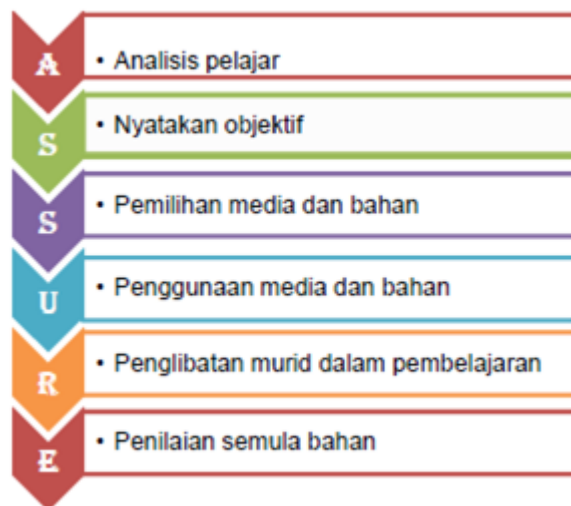 A
• Analisis pelajar
S
• Nyatakan objektif
S
• Pemilihan media dan bahan
U
• Penggunaan media dan bahan
R
• Penglibatan murid dalam pembelajaran
E
• Penilaian semula bahan